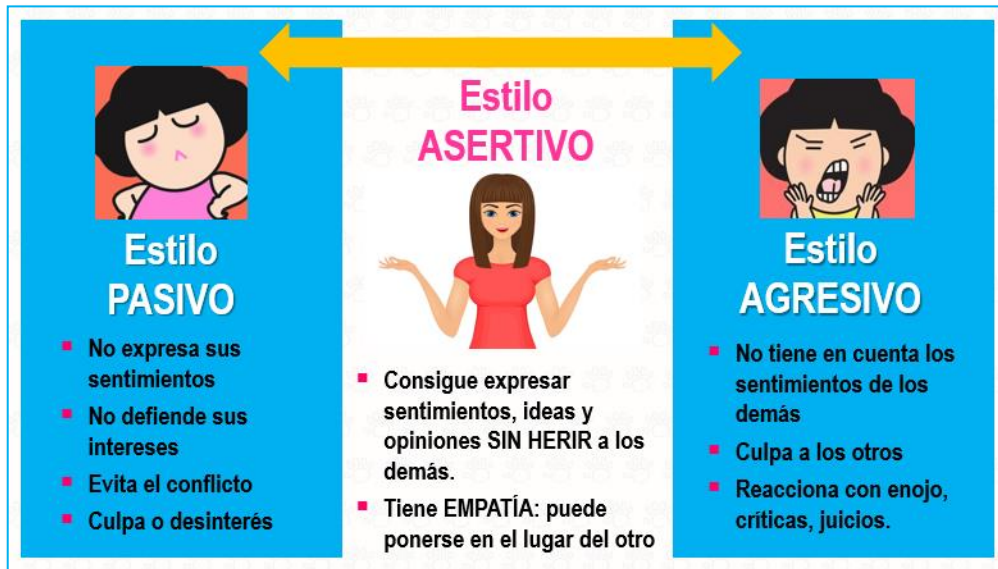 Estilo
PASIVO
▪ No expresa sus
sentimientos
▪ No defiende sus
intereses
▪ Evita el conflicto
▪ Culpa o desinterés
Estilo
ASERTIVO
▪ Consigue expresar
sentimientos, ideas y
opiniones SIN HERIR a los
demás.
▪ Tiene EMPATÍA: puede
ponerse en el lugar del otro
Estilo
AGRESIVO
▪ No tiene en cuenta los
sentimientos de los
demás
▪ Culpa a los otros
▪ Reacciona con enojo,
críticas, juicios.